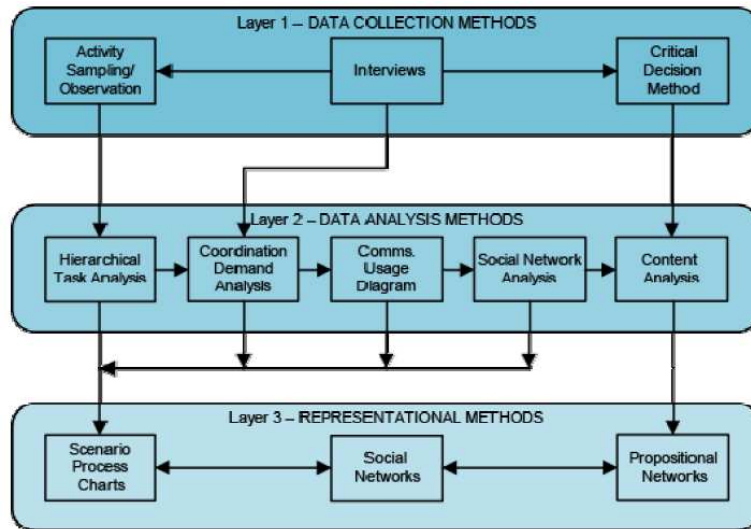 Layer 1 – DATA COLLECTION METHODS
Activity
Sampling/
Observation
Interviews
Critical
Decision
Method
Layer 2 – DATA ANALYSIS METHODS
Hierarchical
Task Analysis
Coordination
Demand
Analysis
Comms.
Usage
Diagram
Social Network
Analysis
Content
Analysis
Layer 3 – REPRESENTATIONAL METHODS
Scenario
Process
Charts
Social
Networks
Propositional
Networks